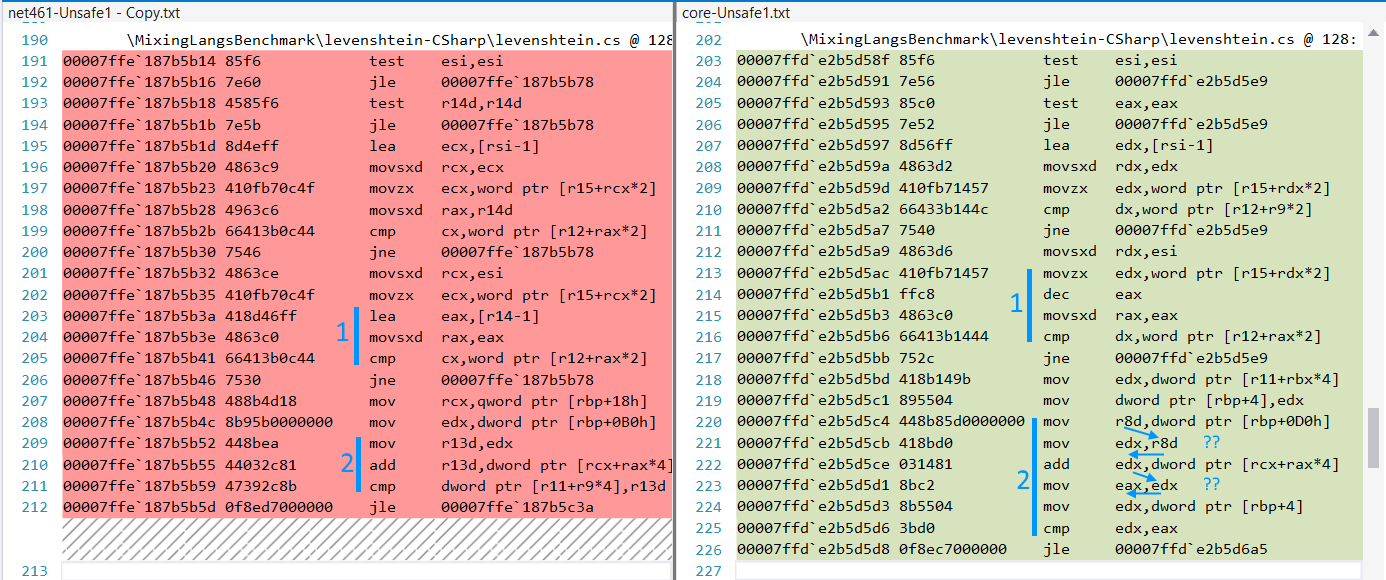 net461-Unsafe1 - Copy.txt
190 \MixingLangsBenchmark\levenshtein-CSharp\levenshtein.cs @ 128
191 00007ffe`187b5b14 85f6 test esi,esi
192 00007ffe`187b5b16 7e60 jle 00007ffe`187b5b78
193 00007ffe`187b5b18 4585f6 test r14d,r14d
194 00007ffe`187b5b1b 7e5b jle 00007ffe`187b5b78
195 00007ffe`187b5b1d 8d4eff lea ecx,[rsi-1]
196 00007ffe`187b5b20 4863c9 movsxd rcx,ecx
197 00007ffe`187b5b23 410fb70c4f movzx ecx,word ptr [r15+rcx*2]
198 00007ffe`187b5b28 4963c6 movsxd rax,r14d
199 00007ffe`187b5b2b 66413b0c44 cmp cx,word ptr [r12+rax*2]
200 00007ffe`187b5b30 7546 jne 00007ffe`187b5b78
201 00007ffe`187b5b32 4863ce movsxd rcx,esi
202 00007ffe`187b5b35 410fb70c4f movzx ecx,word ptr [r15+rcx*2]
203 00007ffe`187b5b3a 418d46ff lea eax,[r14-1]
1
204 00007ffe`187b5b3e 4863c0 movsxd rax,eax
205 00007ffe`187b5b41 66413b0c44 cmp cx,word ptr [r12+rax*2]
206 00007ffe`187b5b46 7530 jne 00007ffe`187b5b78
207 00007ffe`187b5b48 488b4d18 mov rcx,qword ptr [rbp+18h]
208 00007ffe`187b5b4c 8b95b0000000 mov edx,dword ptr [rbp+0B0h]
209 00007ffe`187b5b52 448bea mov r13d,edx
2
210 00007ffe`187b5b55 44032c81 add r13d,dword ptr [rcx+rax*4]
211 00007ffe`187b5b59 47392c8b cmp dword ptr [r11+r9*4],r13d
212 00007ffe`187b5b5d 0f8ed7000000 jle 00007ffe`187b5c3a
213
core-Unsafe1.txt
202 \MixingLangsBenchmark\levenshtein-CSharp\levenshtein.cs @ 128:
203 00007ffd`e2b5d58f 85f6 test esi,esi
204 00007ffd`e2b5d591 7e56 jle 00007ffd`e2b5d5e9
205 00007ffd`e2b5d593 85c0 test eax,eax
206 00007ffd`e2b5d595 7e52 jle 00007ffd`e2b5d5e9
207 00007ffd`e2b5d597 8d56ff lea edx,[rsi-1]
208 00007ffd`e2b5d59a 4863d2 movsxd rdx,edx
209 00007ffd`e2b5d59d 410fb71457 movzx edx,word ptr [r15+rdx*2]
210 00007ffd`e2b5d5a2 66433b144c cmp dx,word ptr [r12+r9*2]
211 00007ffd`e2b5d5a7 7540 jne 00007ffd`e2b5d5e9
212 00007ffd`e2b5d5a9 4863d6 movsxd rdx,esi
213 00007ffd`e2b5d5ac 410fb71457 movzx edx,word ptr [r15+rdx*2]
214 00007ffd`e2b5d5b1 ffc8 dec eax
1
215 00007ffd`e2b5d5b3 4863c0 movsxd rax,eax
216 00007ffd`e2b5d5b6 66413b1444 cmp dx,word ptr [r12+rax*2]
217 00007ffd`e2b5d5bb 752c jne 00007ffd`e2b5d5e9
218 00007ffd`e2b5d5bd 418b149b mov edx,dword ptr [r11+rbx*4]
219 00007ffd`e2b5d5c1 895504 mov dword ptr [rbp+4],edx
220 00007ffd`e2b5d5c4 448b85d0000000 mov r8d,dword ptr [rbp+0D0h]
221 00007ffd`e2b5d5cb 418bd0 mov edx,r8d ??
222 00007ffd`e2b5d5ce 031481 add edx,dword ptr [rcx+rax*4]
2
223 00007ffd`e2b5d5d1 8bc2 mov eax,edx ??
224 00007ffd`e2b5d5d3 8b5504 mov edx,dword ptr [rbp+4]
225 00007ffd`e2b5d5d6 3bd0 cmp edx,eax
226 00007ffd`e2b5d5d8 0f8ec7000000 jle 00007ffd`e2b5d6a5
227